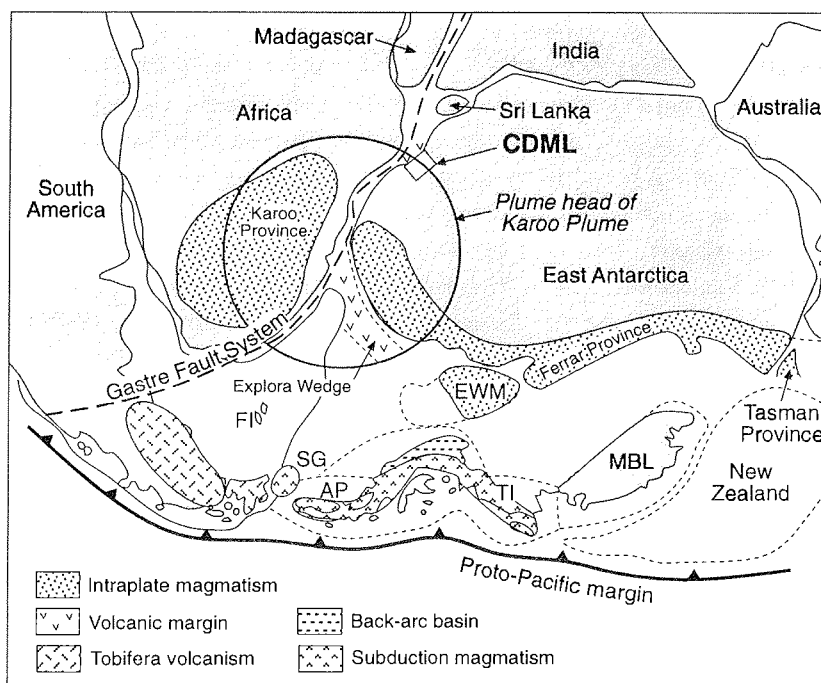 Madagascar
India
Africa
Sri Lanka
Australia
CDML
South
America
Karoo
Province
Plume head of
Karoo Plume
East Antarctica
Gastre Fault System
Ferrar Province
Explora Wedge
EWM
FI
Tasman
Province
SG
MBL
New
Zealand
AP
TI
Proto-Pacific margin
Intraplate magmatism
Volcanic margin
Back-arc basin
Tobifera volcanism
Subduction magmatism